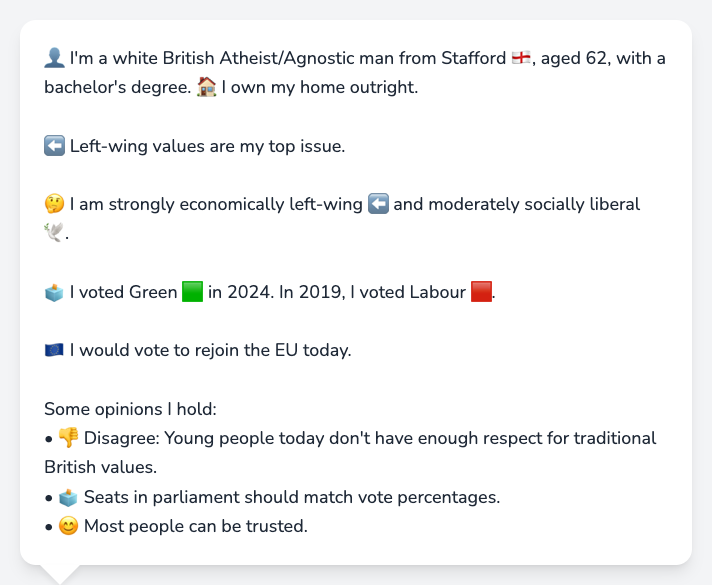 👤 I'm a white British Atheist/Agnostic man from Stafford 🏴󠁧󠁢󠁥󠁮󠁧󠁿, aged 62, with a
bachelor's degree. 🏠 I own my home outright.
⬅️ Left-wing values are my top issue.
🤔 I am strongly economically left-wing ⬅️ and moderately socially liberal
🕊️.
🗳️ I voted Green 🟩 in 2024. In 2019, I voted Labour 🟥.
🇪🇺 I would vote to rejoin the EU today.
Some opinions I hold:
• 👎 Disagree: Young people today don't have enough respect for traditional
British values.
• 🗳️ Seats in parliament should match vote percentages.
• 😊 Most people can be trusted.